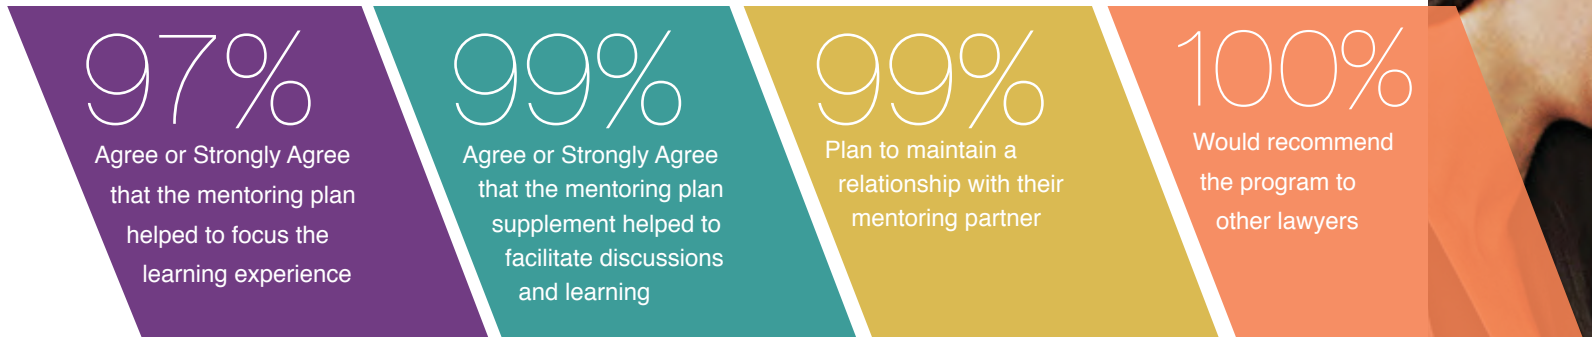 97%
Agree or Strongly Agree
that the mentoring plan
helped to focus the
learning experience
99%
Agree or Strongly Agree
that the mentoring plan
supplement helped to
facilitate discussions
and learning
99%
Plan to maintain a
relationship with their
mentoring partner
100%
Would recommend
the program to
other lawyers